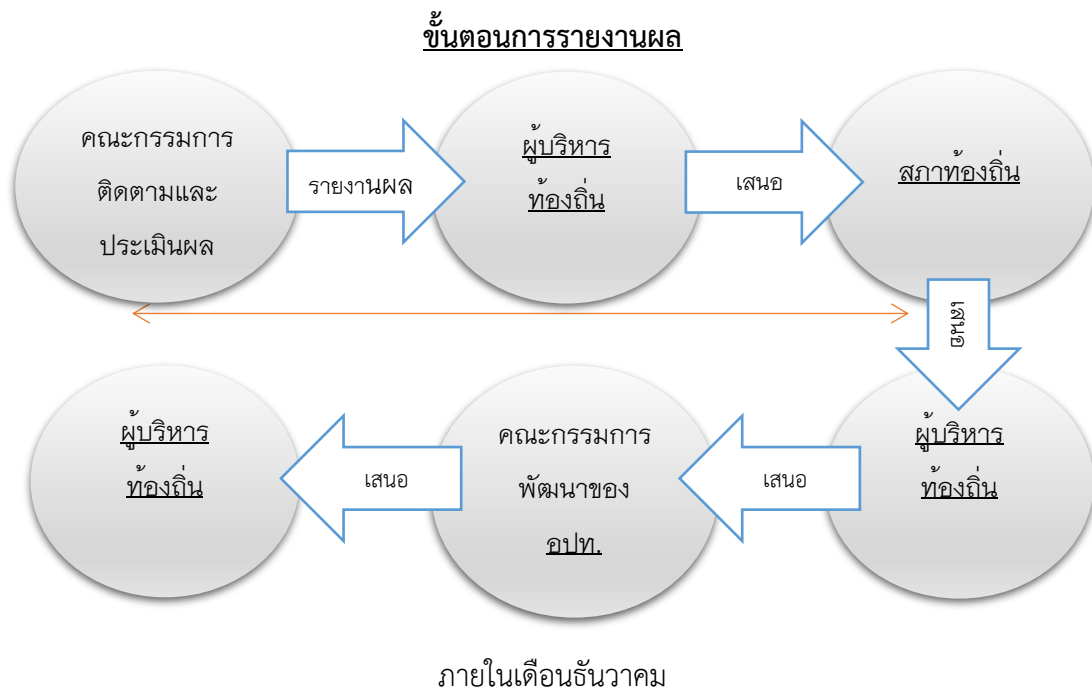 ขั้นตอนการรายงานผล
คณะกรรมการ
ติดตามและ
ประเมินผล
รายงานผล
ผู้บริหาร
ท้องถิ่น
เสนอ
สภาท้องถิ่น
เสนอ
ผู้บริหาร
ท้องถิ่น
เสนอ
คณะกรรมการ
พัฒนาของ
อปท.
เสนอ
ผู้บริหาร
ท้องถิ่น
ภายในเดือนธันวาคม